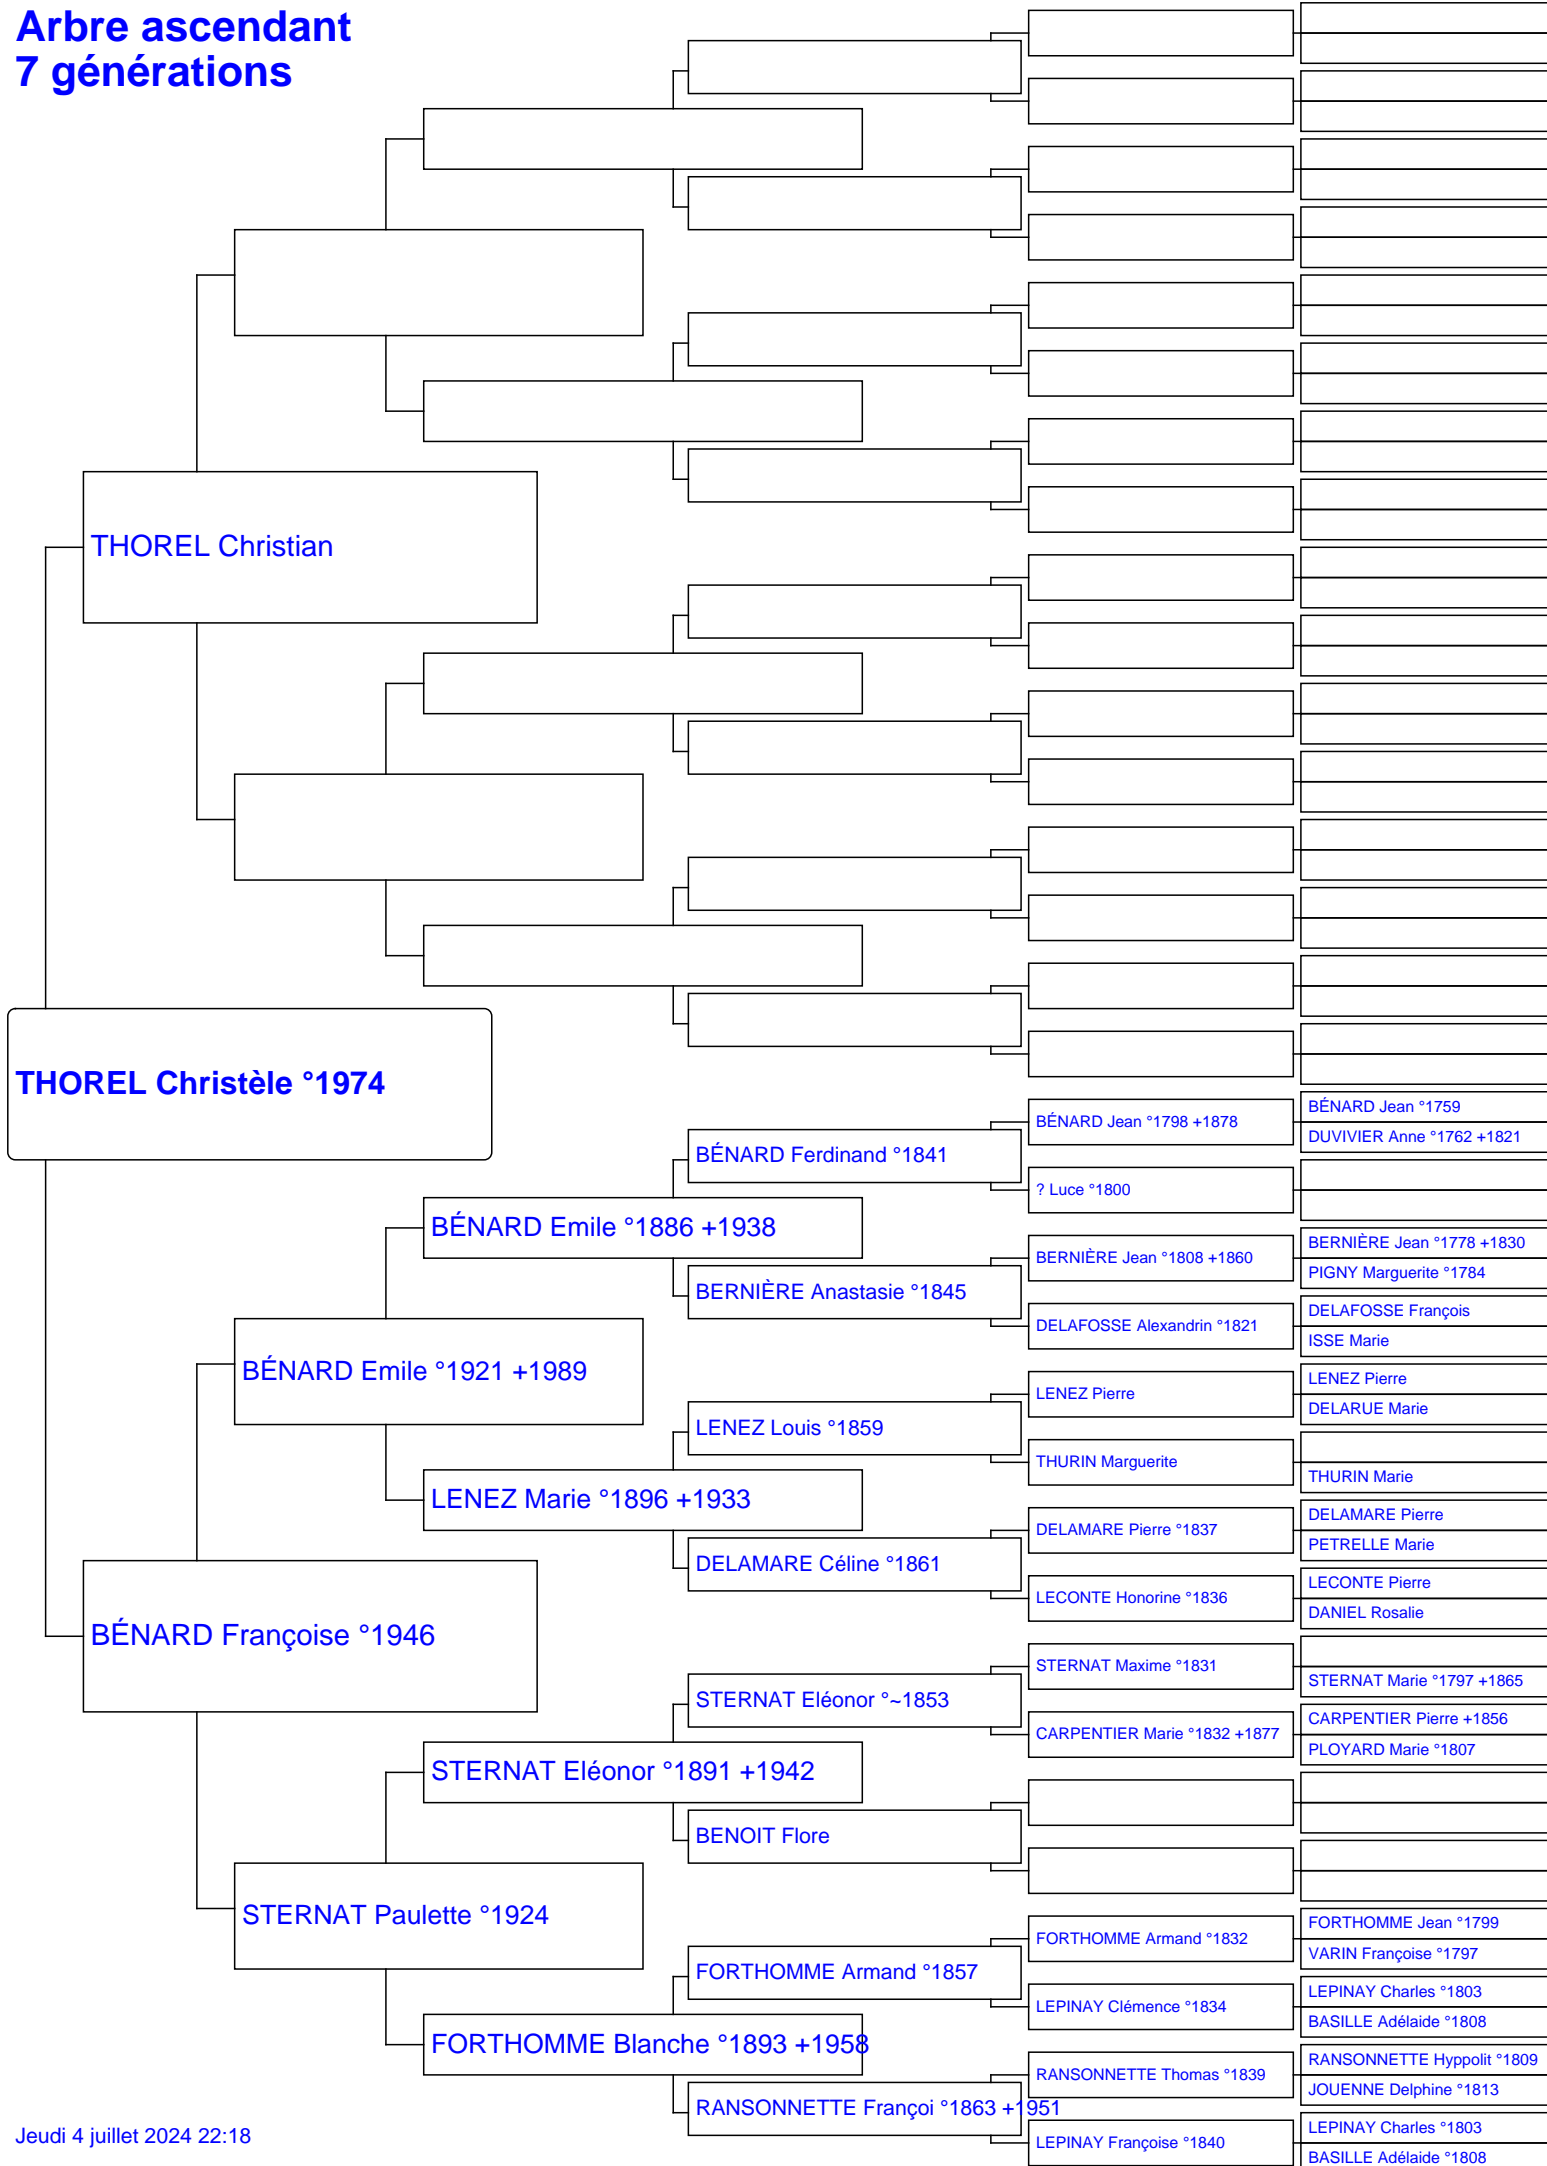 Arbre ascendant
7 générations
THOREL Christian
THOREL Christèle °1974
BÉNARD Jean °1759
BÉNARD Jean °1798 +1878
DUVIVIER Anne °1762 +1821
BÉNARD Ferdinand °1841
? Luce °1800
BÉNARD Emile °1886 +1938
BERNIÈRE Jean °1778 +1830
BERNIÈRE Jean °1808 +1860
PIGNY Marguerite °1784
BERNIÈRE Anastasie °1845
DELAFOSSE François
DELAFOSSE Alexandrin °1821
ISSE Marie
BÉNARD Emile °1921 +1989
LENEZ Pierre
LENEZ Pierre
DELARUE Marie
LENEZ Louis °1859
THURIN Marguerite
THURIN Marie
LENEZ Marie °1896 +1933
DELAMARE Pierre
DELAMARE Pierre °1837
PETRELLE Marie
DELAMARE Céline °1861
LECONTE Pierre
LECONTE Honorine °1836
DANIEL Rosalie
BÉNARD Françoise °1946
STERNAT Maxime °1831
STERNAT Marie °1797 +1865
STERNAT Eléonor °~1853
CARPENTIER Pierre +1856
CARPENTIER Marie °1832 +1877
PLOYARD Marie °1807
STERNAT Eléonor °1891 +1942
BENOIT Flore
STERNAT Paulette °1924
FORTHOMME Jean °1799
FORTHOMME Armand °1832
VARIN Françoise °1797
FORTHOMME Armand °1857
LEPINAY Charles °1803
LEPINAY Clémence °1834
BASILLE Adélaide °1808
FORTHOMME Blanche °1893 +1958
RANSONNETTE Hyppolit °1809
RANSONNETTE Thomas °1839
JOUENNE Delphine °1813
RANSONNETTE Françoi °1863 +1951
LEPINAY Charles °1803
LEPINAY Françoise °1840
BASILLE Adélaide °1808
Jeudi 4 juillet 2024 22:18